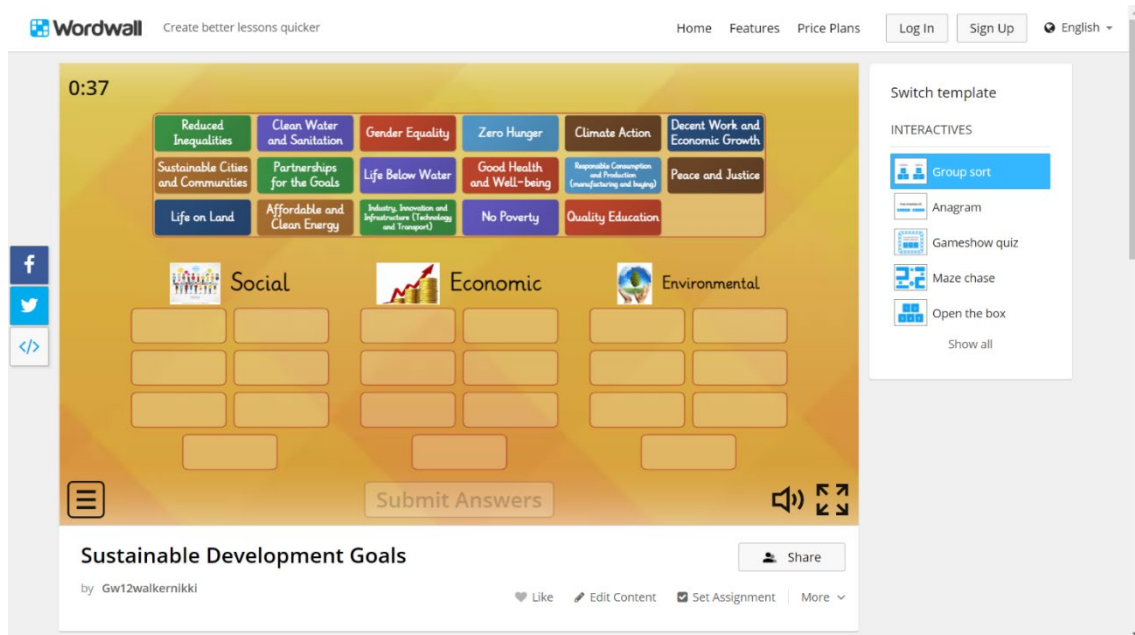 Wordwall
Create better lessons quicker
Home
Features
Price Plans
Log In
Sign Up
English
0:37
Reduced
Inequalities
Clean Water
and Sanitation
Gender Equality
Zero Hunger
Climate Action
Decent Work and
Economic Growth
Sustainable Cities
and Communities
Partnerships
for the Goals
Life Below Water
Good Health
and Well-being
Responsible Consumption
and Production
(manufacturing and buying)
Peace and Justice
Life on Land
Affordable and
Clean Energy
Industry, Innovation and
Infrastructure (Technology
and Transport)
No Poverty
Quality Education
Social
Economic
Environmental
Submit Answers
Switch template
INTERACTIVES
Group sort
Anagram
Gameshow quiz
Maze chase
Open the box
Show all
Sustainable Development Goals
Share
by Gw12walkernikki
Like
Edit Content
Set Assignment
More